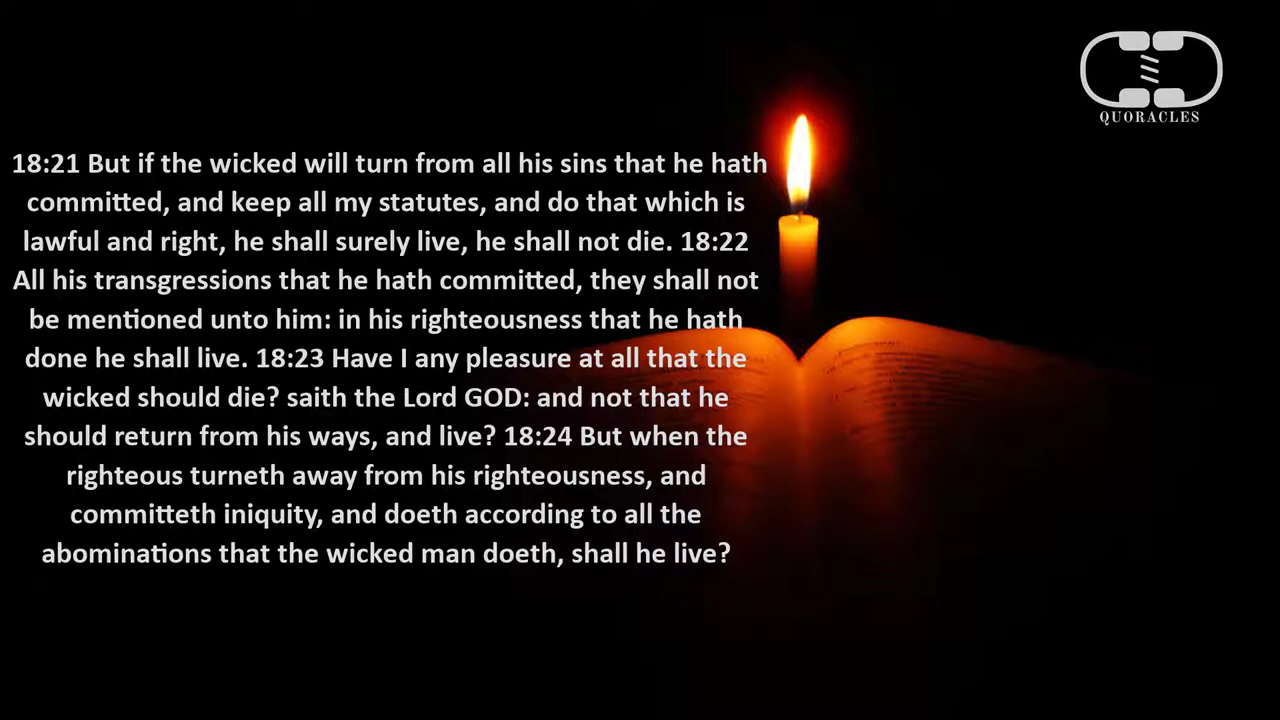 QUORACLES
18:21 But if the wicked will turn from all his sins that he hath
committed, and keep all my statutes, and do that which is
lawful and right, he shall surely live, he shall not die. 18:22
All his transgressions that he hath committed, they shall not
be mentioned unto him: in his righteousness that he hath
done he shall live. 18:23 Have I any pleasure at all that the
wicked should die? saith the Lord GOD: and not that he
should return from his ways, and live? 18:24 But when the
righteous turneth away from his righteousness, and
committeth iniquity, and doeth according to all the
abominations that the wicked man doeth, shall he live?